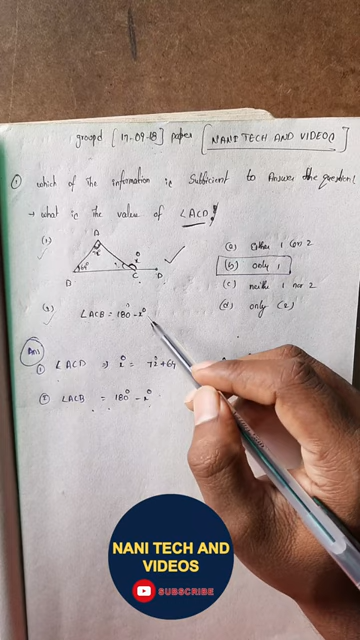 groupd [17-09-18] paper [NANI TECH AND VIDEOS]
① which of the information is sufficient to Answer the question?
→ what is the value of ∠ACD?
(1)
A
x°
B
C
D
(2) ∠ACB = 180° - x°
(a) Either 1 (or) 2
(b) only 1
(c) neither 1 nor 2
(d) only (2)
Ans
① ∠ACD ⇒ x° = 72° + 64
② ∠ACB = 180° - x°
NANI TECH AND
VIDEOS
SUBSCRIBE